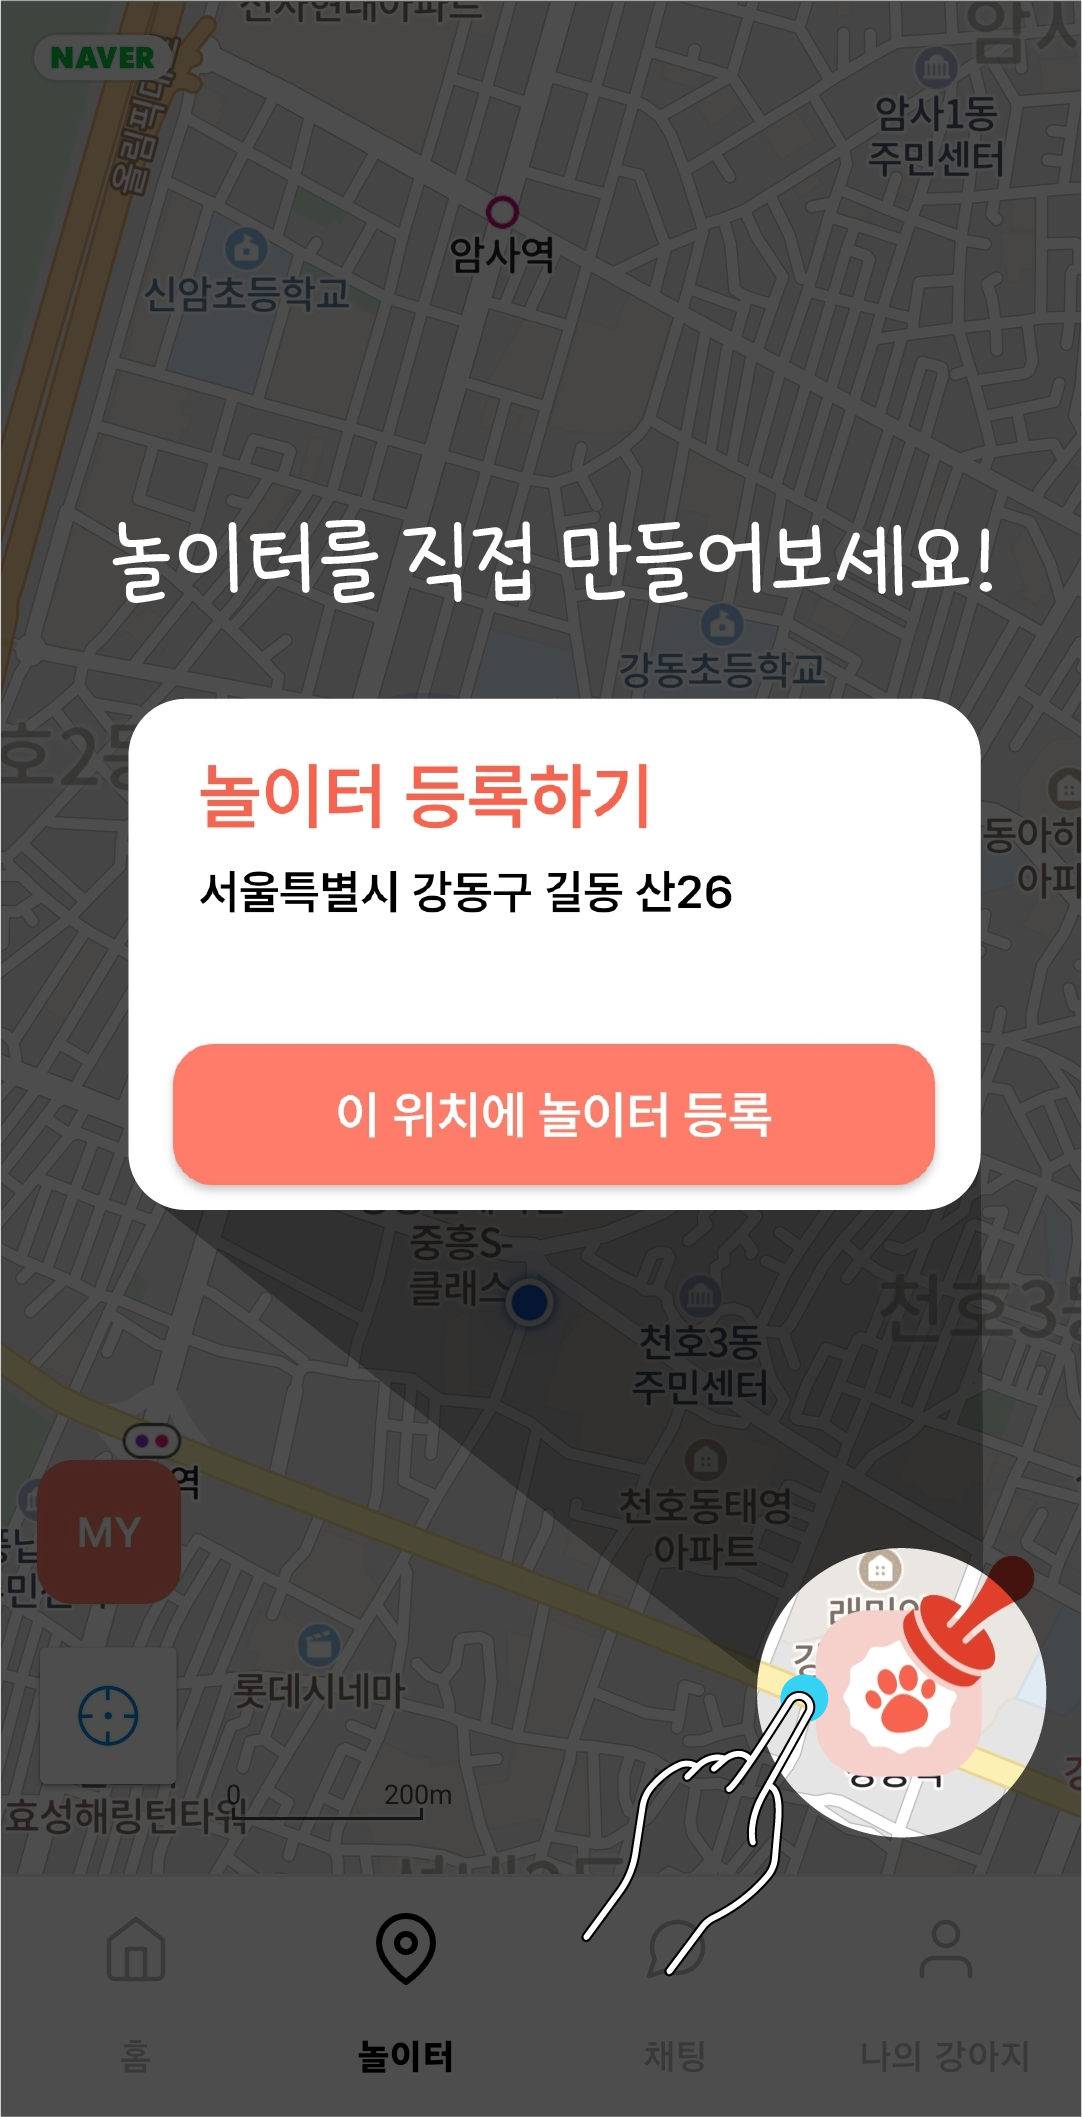 NAVER
올림픽대
암사1동
주민센터
암사역
신암초등학교
놀이터를 직접 만들어보세요!
강동초등학교
호2동
놀이터 등록하기
동아하
아파
서울특별시 강동구 길동 산26
이 위치에 놀이터 등록
중흥S-
클래스
천호3동
천호3동
주민센터
역
천호동태영
아파트
MY
롯데시네마
0 200m
효성해링턴타워
홈
놀이터
채팅
나의 강아지